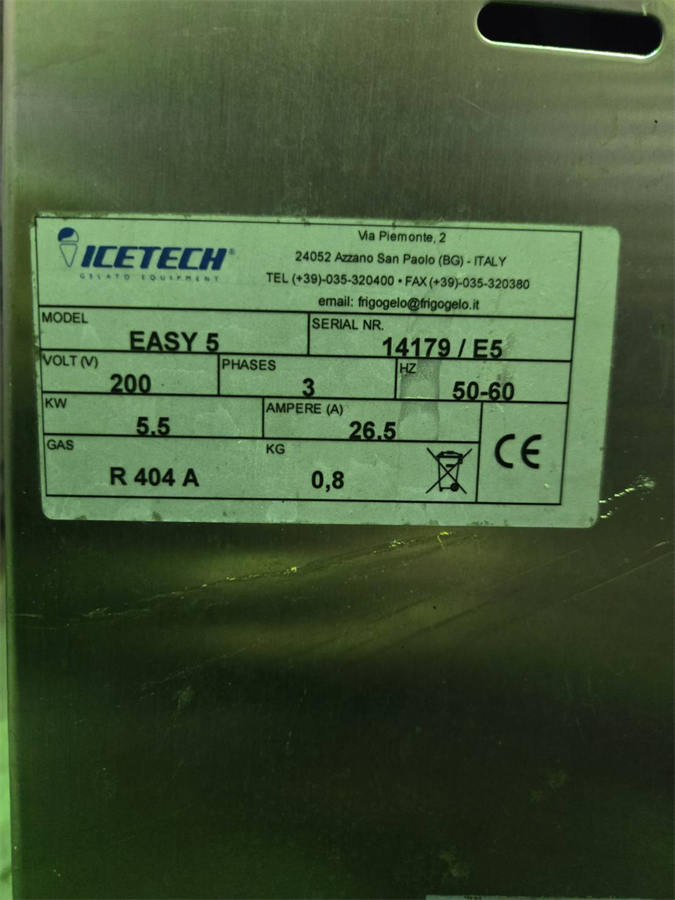 ICETECH®
GELATO EQUIPMENT
Via Piemonte, 2
24052 Azzano San Paolo (BG) - ITALY
TEL (+39)-035-320400 • FAX (+39)-035-320380
email: frigogelo@frigogelo.it
MODEL EASY 5 SERIAL NR. 14179 / E5
VOLT (V) 200 PHASES 3 HZ 50-60
KW 5.5 AMPERE (A) 26.5
GAS R 404 A KG 0,8 CE